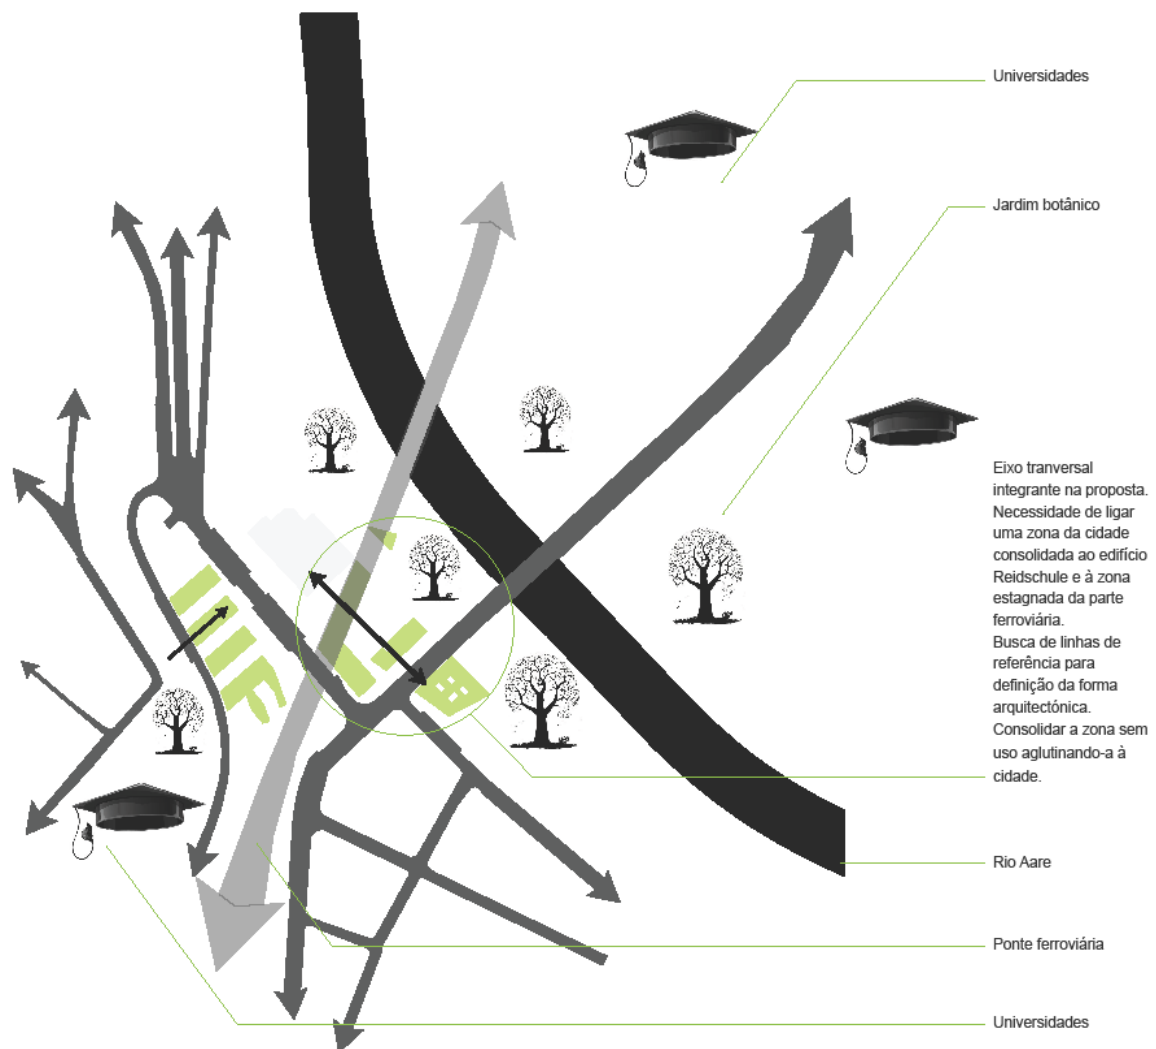 Universidades
Jardim botânico
Eixo tranversal
integrante na proposta.
Necessidade de ligar
uma zona da cidade
consolidada ao edifício
Reidschule e à zona
estagnada da parte
ferroviária.
Busca de linhas de
referência para
definição da forma
arquitectónica.
Consolidar a zona sem
uso aglutinando-a à
cidade.
Rio Aare
Ponte ferroviária
Universidades